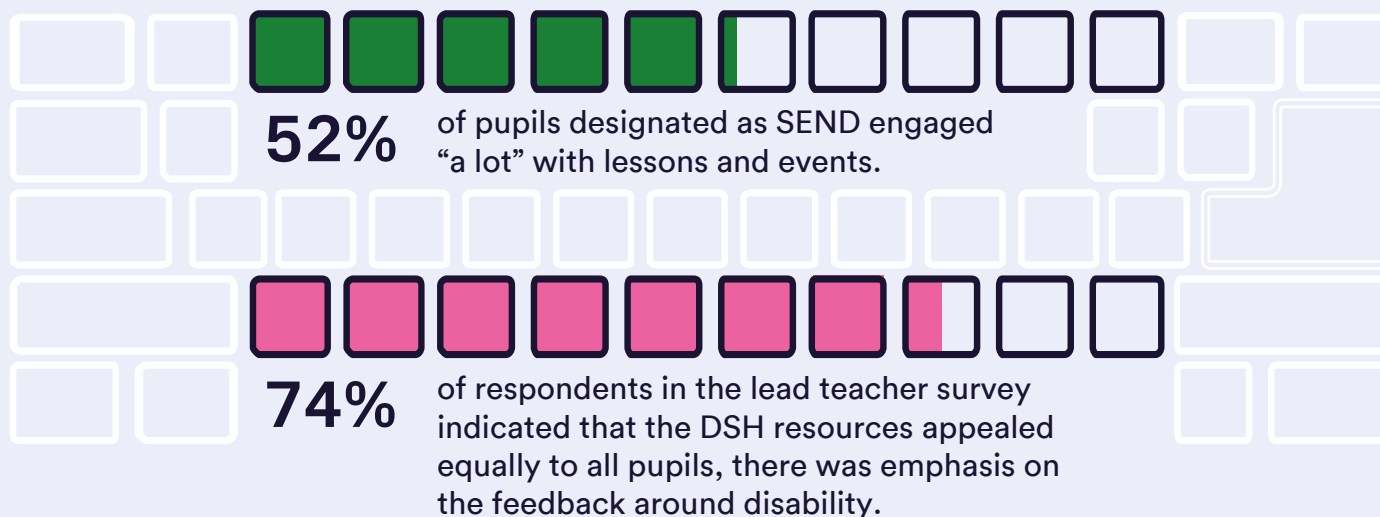 52%
of pupils designated as SEND engaged
“a lot” with lessons and events.
74%
of respondents in the lead teacher survey
indicated that the DSH resources appealed
equally to all pupils, there was emphasis on
the feedback around disability.